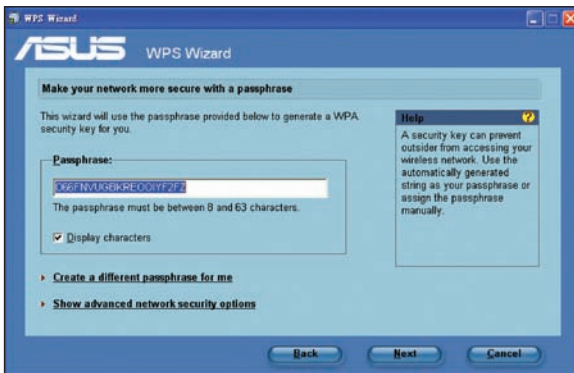 WPS Wizard
ASUS WPS Wizard
Make your network more secure with a passphrase
This wizard will use the passphrase provided below to generate a WPA
security key for you.
Passphrase:
The passphrase must be between 8 and 63 characters.
Display characters
Create a different passphrase for me
Show advanced network security options
Help
A security key can prevent
outsider from accessing your
wireless network. Use the
automatically generated
string as your passphrase or
assign the passphrase
manually.
Back Next Cancel